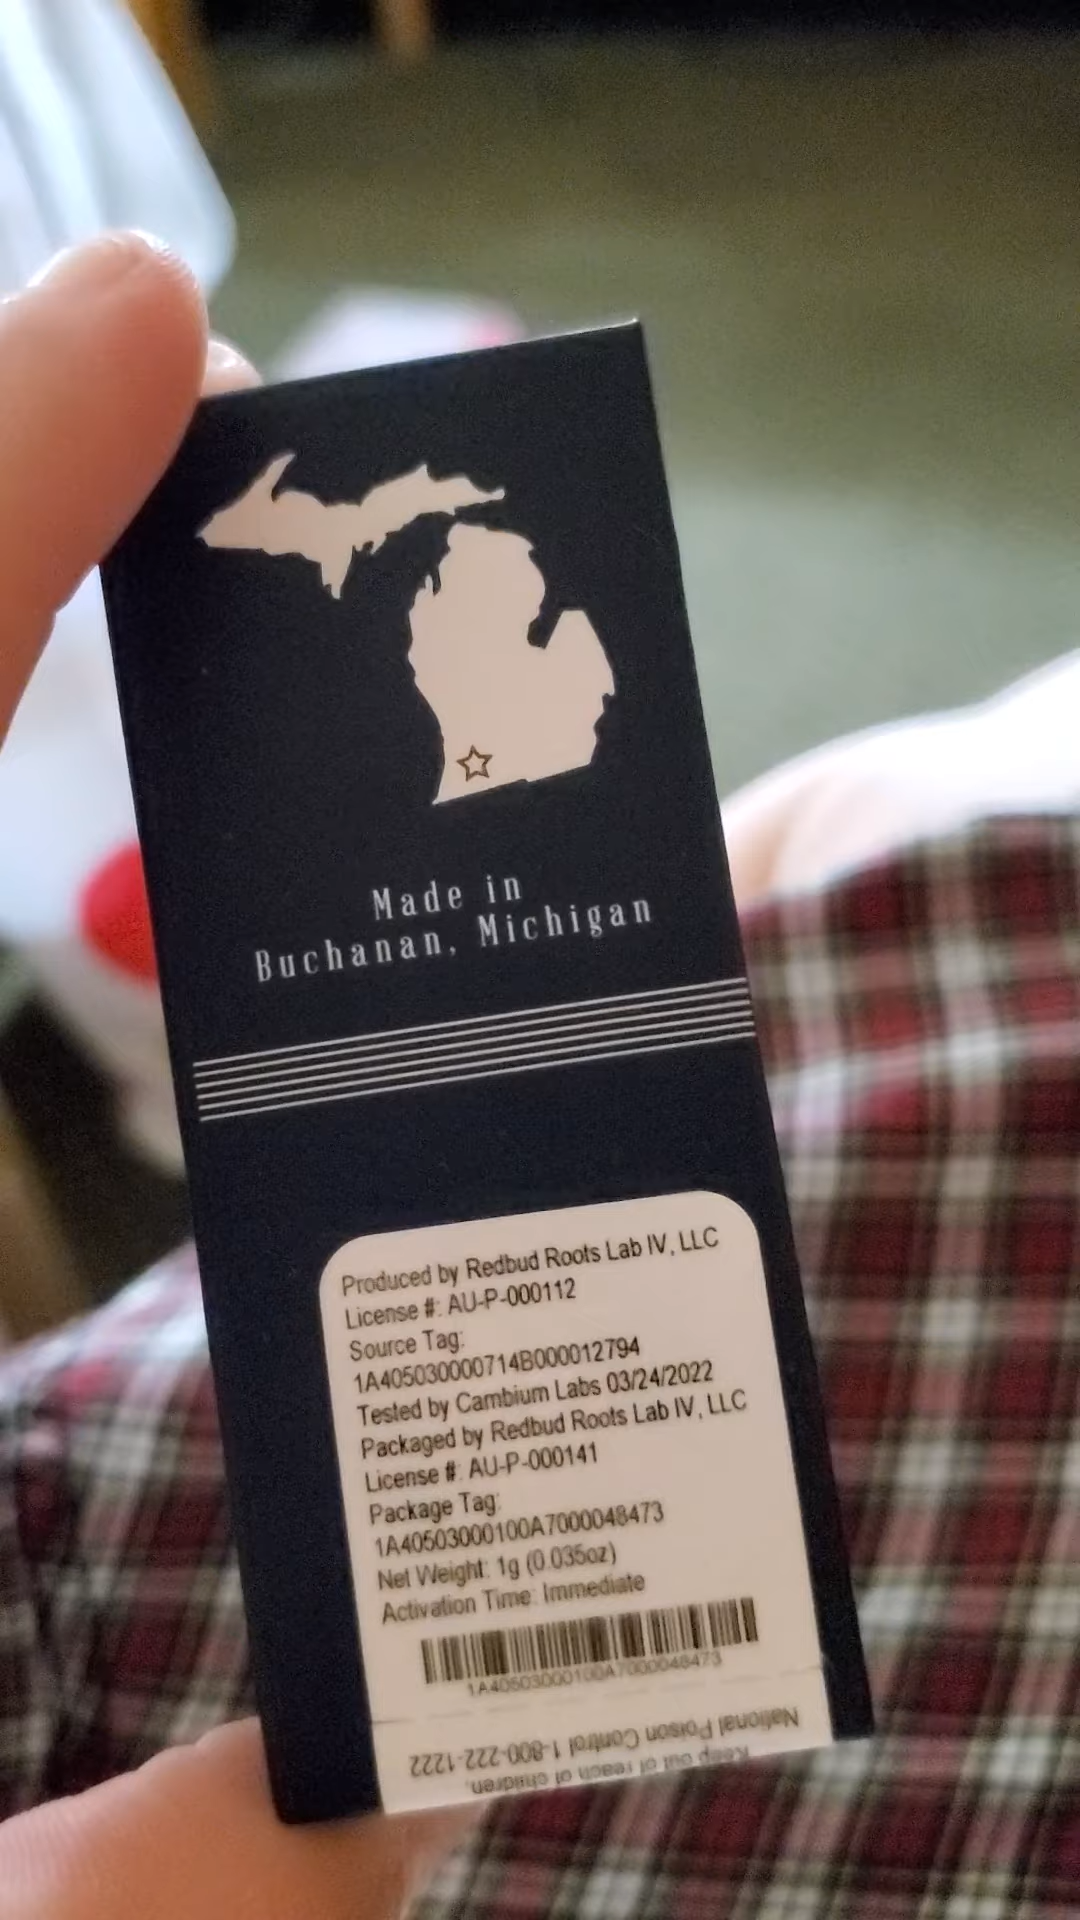 Made in
Buchanan, Michigan
Produced by Redbud Roots Lab IV, LLC
License #: AU-P-000112
Source Tag:
1A405030000714B000012794
Tested by Cambium Labs 03/24/2022
Packaged by Redbud Roots Lab IV, LLC
License #: AU-P-000141
Package Tag:
1A40503000100A7000048473
Net Weight: 1g (0.035oz)
Activation Time: Immediate
1A40503000100A7000048473
National Poison Control 1-800-222-1222
Keep out of reach of children.